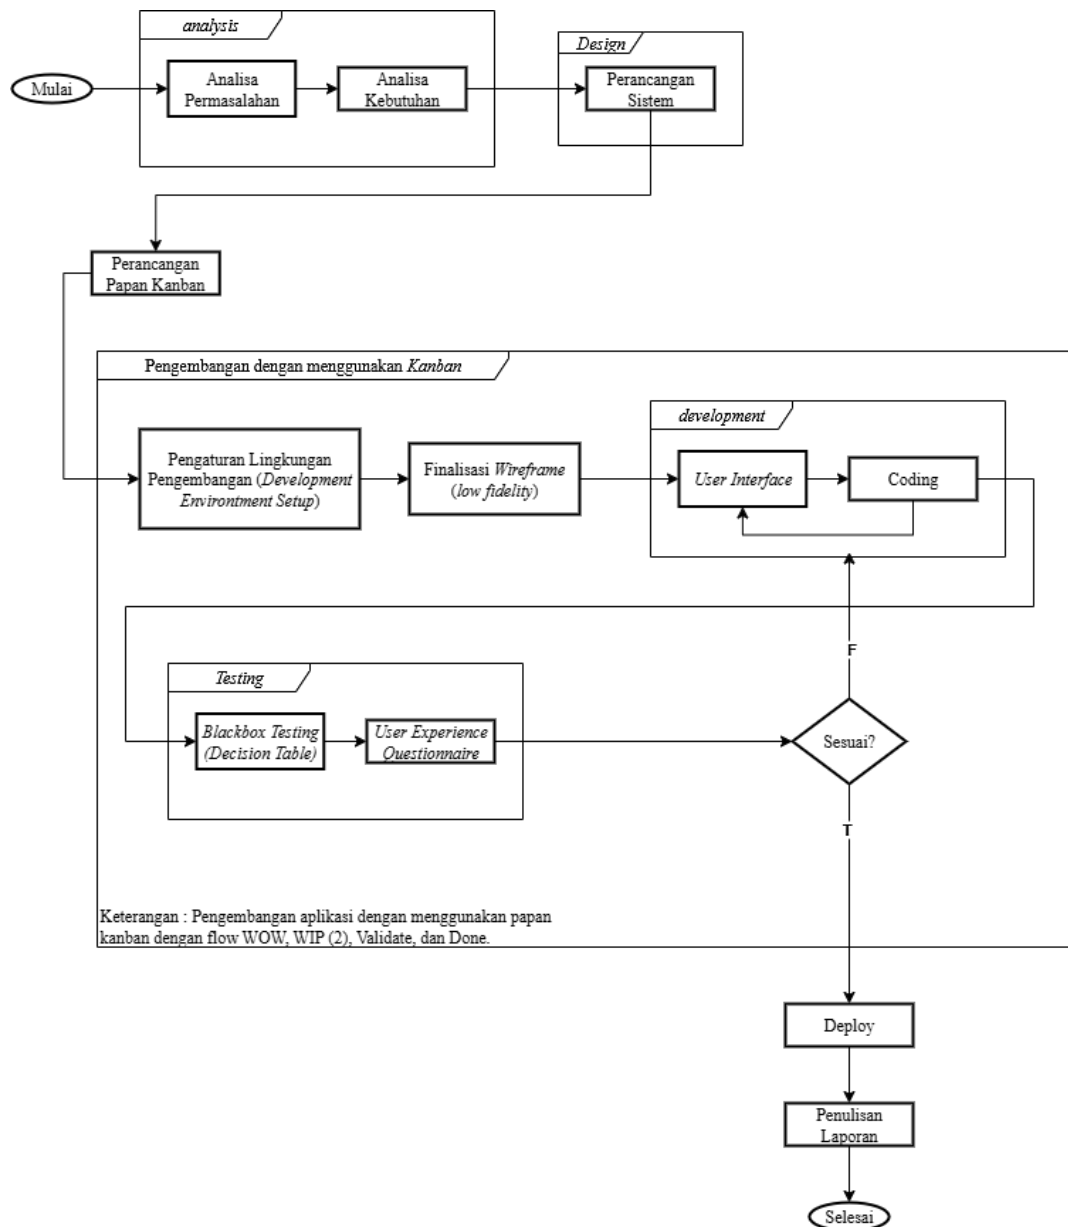 analysis
Design
Mulai
Analisa
Permasalahan
Analisa
Kebutuhan
Perancangan
Sistem
Perancangan
Papan Kanban
Pengembangan dengan menggunakan Kanban
development
Pengaturan Lingkungan
Pengembangan (Development
Environtment Setup)
Finalisasi Wireframe
(low fidelity)
User Interface
Coding
F
Testing
Blackbox Testing
(Decision Table)
User Experience
Questionnaire
Sesuai?
T
Keterangan : Pengembangan aplikasi dengan menggunakan papan
kanban dengan flow WOW, WIP (2), Validate, dan Done.
Deploy
Penulisan
Laporan
Selesai